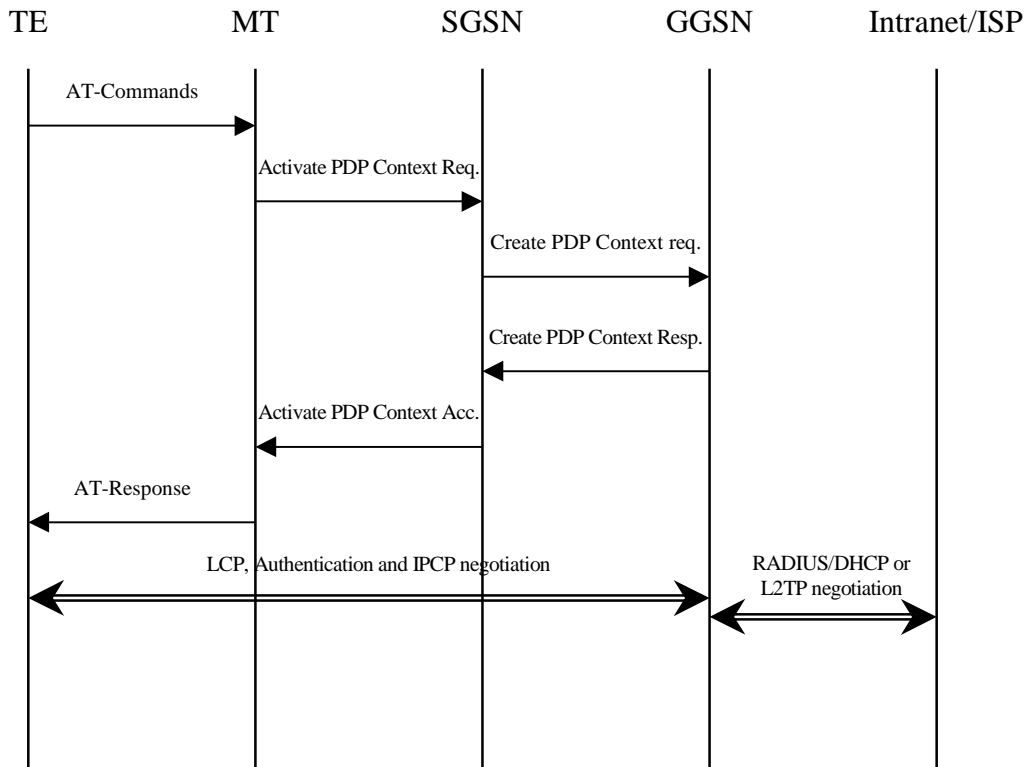 TE
MT
SGSN
GGSN
Intranet/ISP
AT-Commands
Activate PDP Context Req.
Create PDP Context req.
Create PDP Context Resp.
Activate PDP Context Acc.
AT-Response
LCP, Authentication and IPCP negotiation
RADIUS/DHCP or
L2TP negotiation